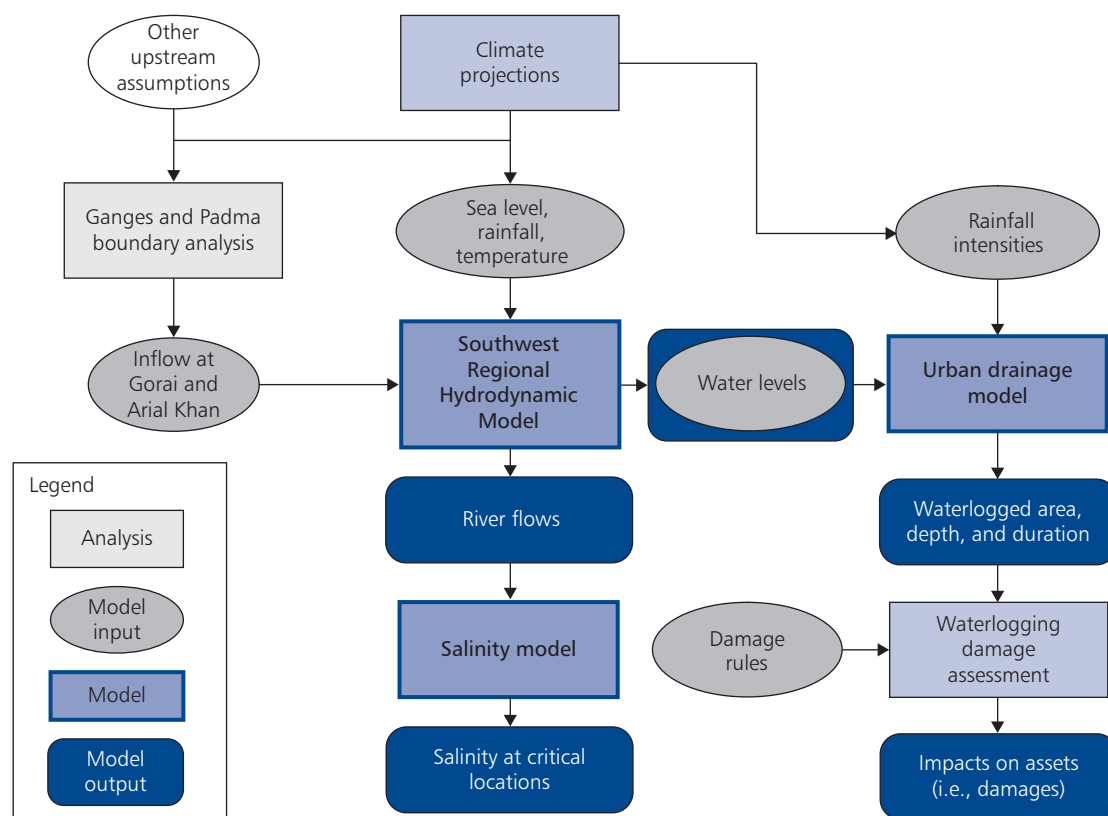 Other
upstream
assumptions
Climate
projections
Ganges and Padma
boundary analysis
Sea level,
rainfall,
temperature
Rainfall
intensities
Inflow at
Gorai and
Arial Khan
Southwest
Regional
Hydrodynamic
Model
Water levels
Urban drainage
model
River flows
Waterlogged area,
depth, and duration
Salinity model
Damage
rules
Waterlogging
damage
assessment
Salinity at critical
locations
Impacts on assets
(i.e., damages)
Legend
Analysis
Model
input
Model
Model
output